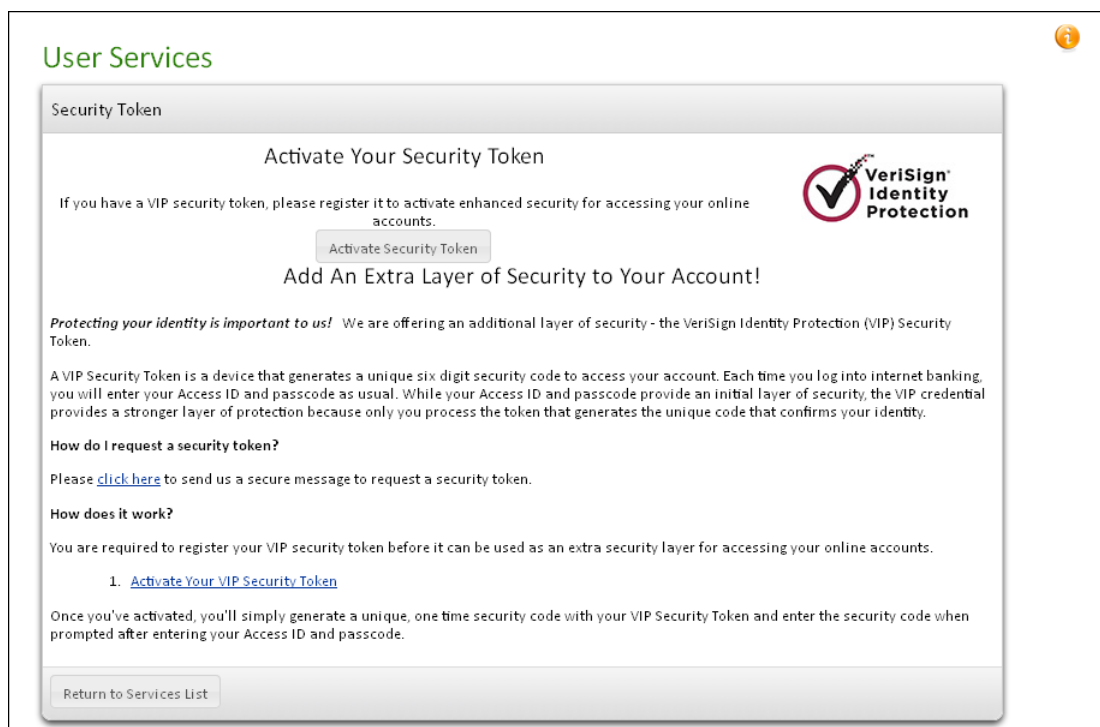 User Services
Security Token
Activate Your Security Token
VeriSign
Identity
Protection
If you have a VIP security token, please register it to activate enhanced security for accessing your online
accounts.
Activate Security Token
Add An Extra Layer of Security to Your Account!
Protecting your identity is important to us! We are offering an additional layer of security - the VeriSign Identity Protection (VIP) Security
Token.
A VIP Security Token is a device that generates a unique six digit security code to access your account. Each time you log into internet banking,
you will enter your Access ID and passcode as usual. While your Access ID and passcode provide an initial layer of security, the VIP credential
provides a stronger layer of protection because only you process the token that generates the unique code that confirms your identity.
How do I request a security token?
Please click here to send us a secure message to request a security token.
How does it work?
You are required to register your VIP security token before it can be used as an extra security layer for accessing your online accounts.
1. Activate Your VIP Security Token
Once you've activated, you'll simply generate a unique, one time security code with your VIP Security Token and enter the security code when
prompted after entering your Access ID and passcode.
Return to Services List